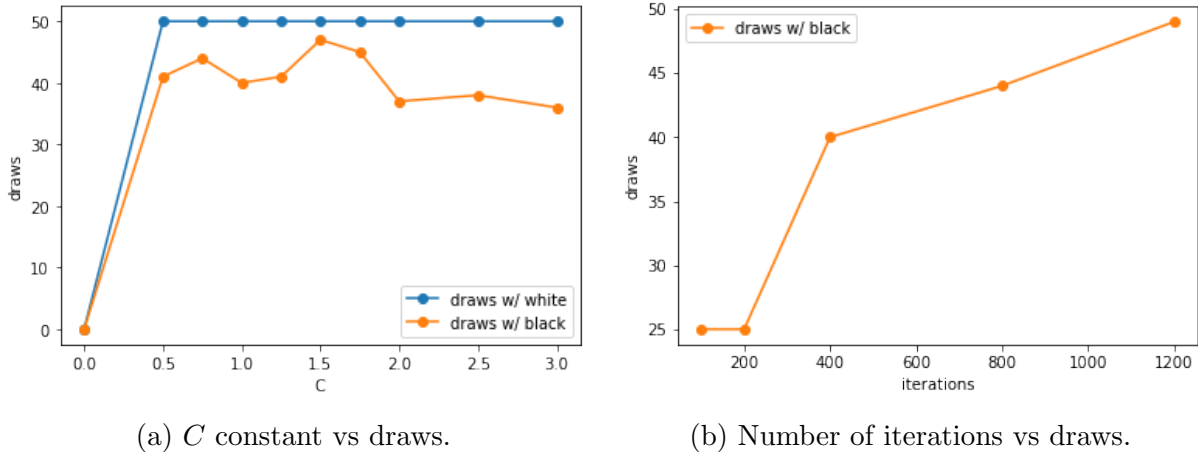 50
40
30
20
10
0
draws
draws w/ white
draws w/ black
0.0 0.5 1.0 1.5 2.0 2.5 3.0
C
(a) C constant vs draws.
50
45
40
35
30
25
draws
draws w/ black
200 400 600 800 1000 1200
iterations
(b) Number of iterations vs draws.